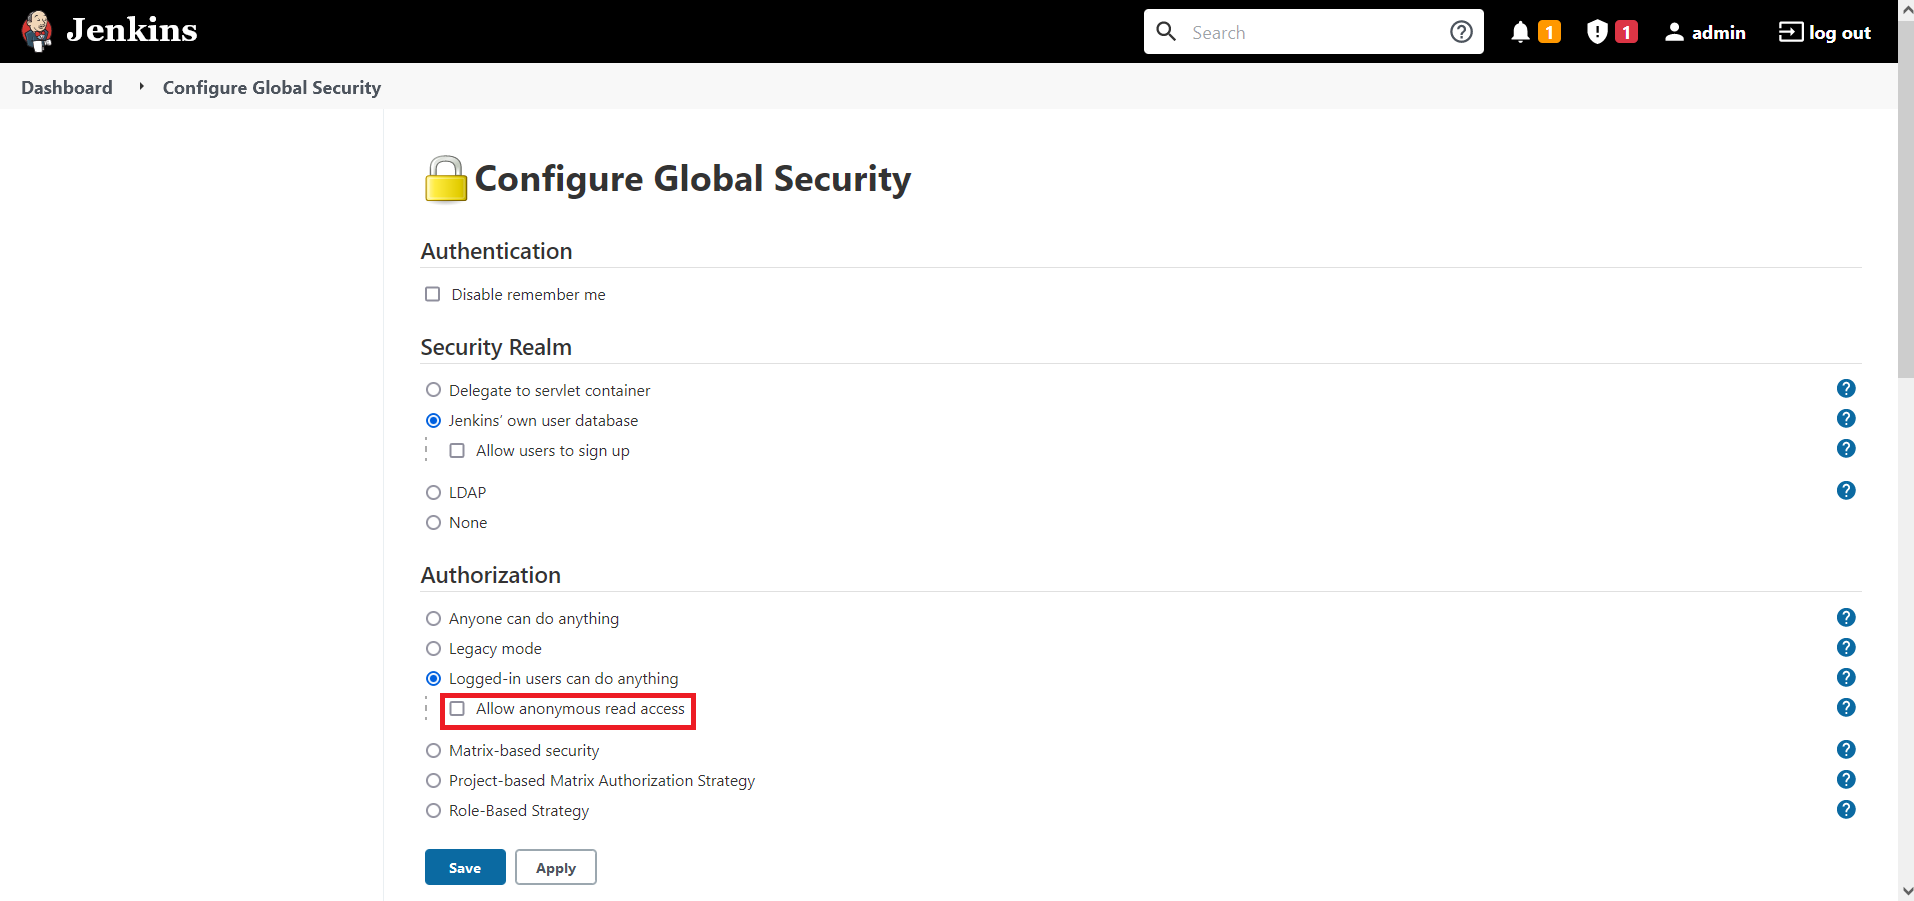 Jenkins
Search
1
1
admin
log out
Dashboard
Configure Global Security
Configure Global Security
Authentication
Disable remember me
Security Realm
Delegate to servlet container
Jenkins’ own user database
Allow users to sign up
LDAP
None
Authorization
Anyone can do anything
Legacy mode
Logged-in users can do anything
Allow anonymous read access
Matrix-based security
Project-based Matrix Authorization Strategy
Role-Based Strategy
Save
Apply